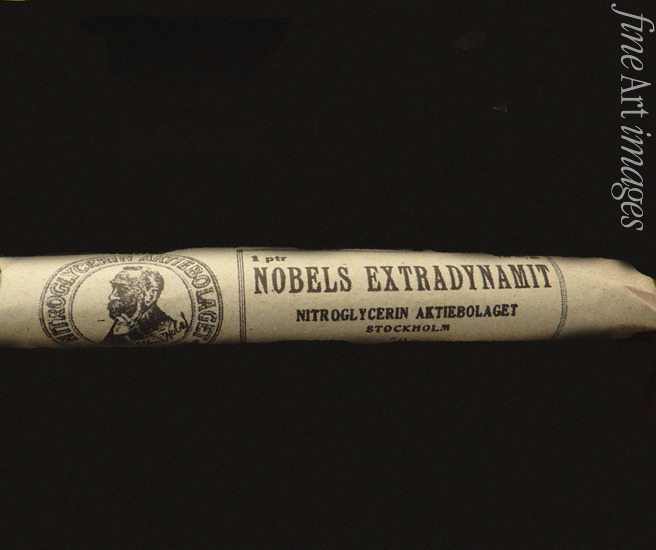 NITROGLYCERIN AKTIEBOLAGET
1 ptr
NOBELS EXTRADYNAMIT
NITROGLYCERIN AKTIEBOLAGET
STOCKHOLM
fine Art images